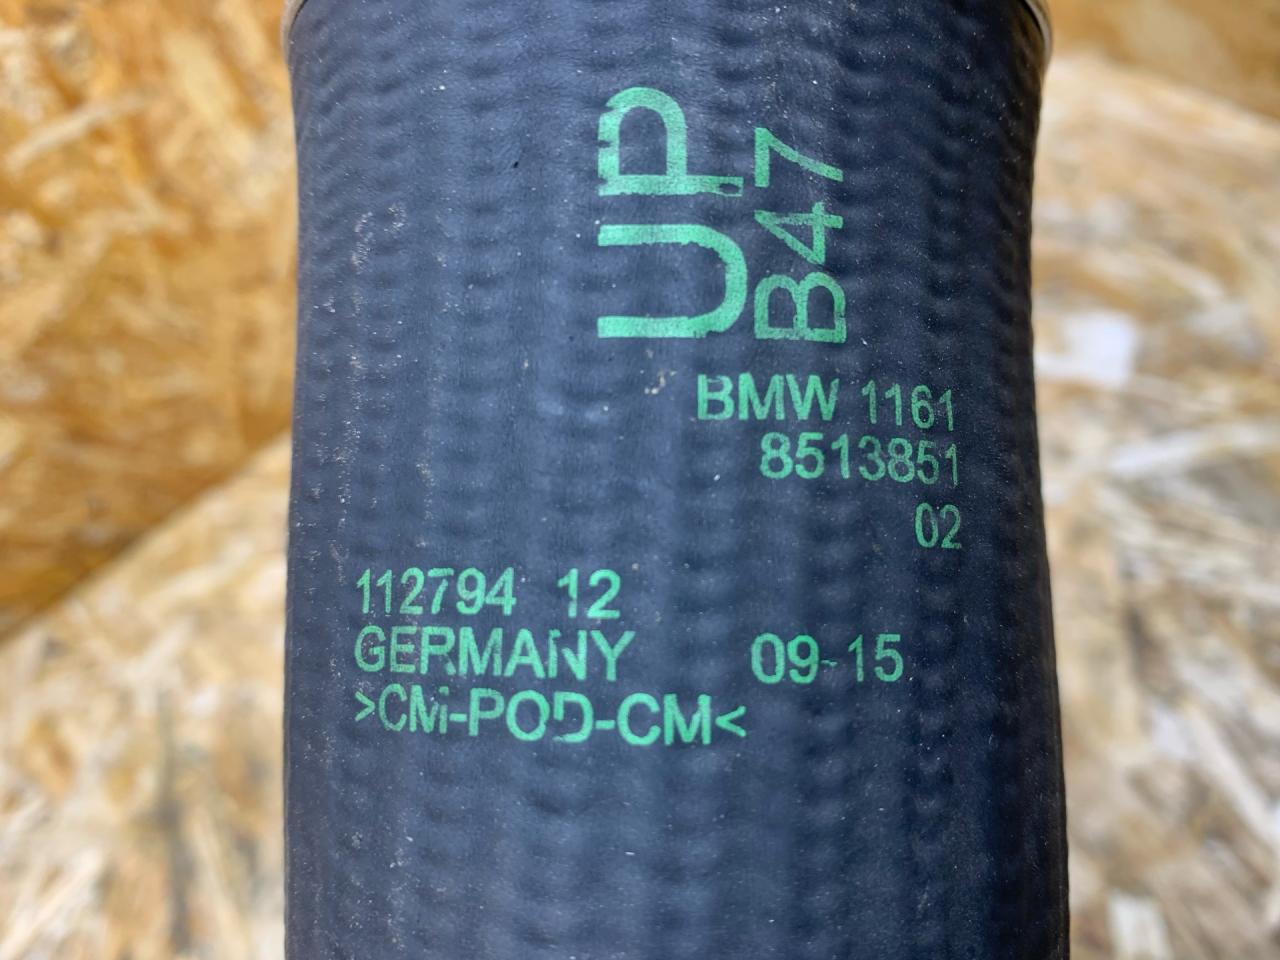 UP
B47
BMW 1161
8513851
02
112794 12
GERMANY 09-15
>CM-POD-CM<